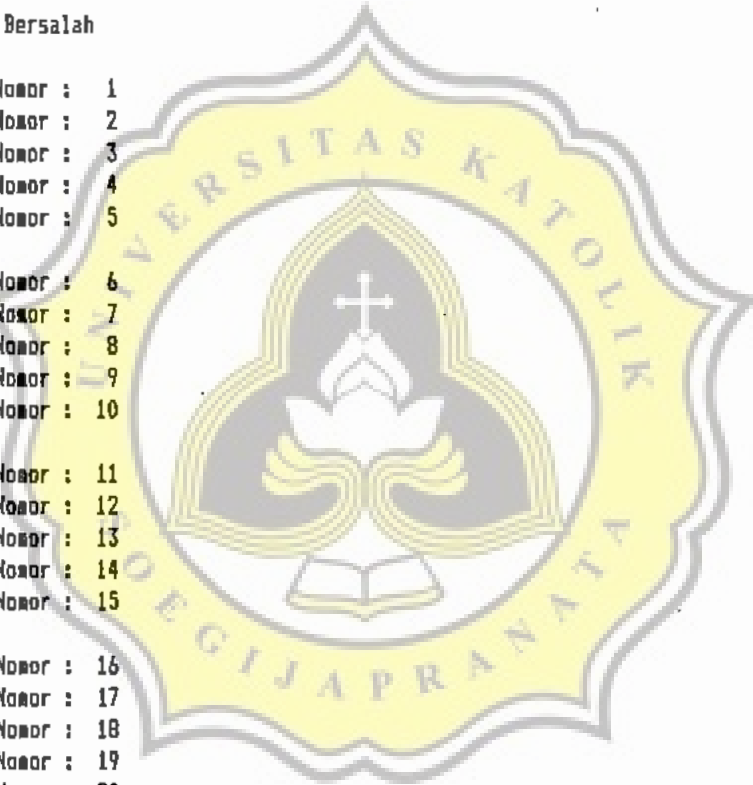 Bersalah
Nomor : 1
Nomor : 2
Nomor : 3
Nomor : 4
Nomor : 5
Nomor : 6
Nomor : 7
Nomor : 8
Nomor : 9
Nomor : 10
Nomor : 11
Nomor : 12
Nomor : 13
Nomor : 14
Nomor : 15
Nomor : 16
Nomor : 17
Nomor : 18
Nomor : 19
UNIVERSITAS KATOLIK
SOEGIJAPRANATA